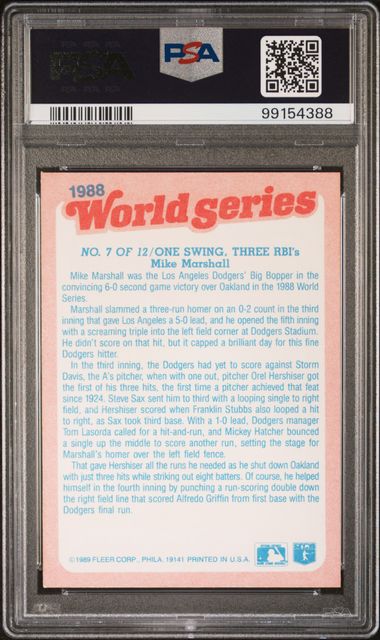 PSA
PSA
99154388
1988
World series
NO. 7 OF 12/ONE SWING, THREE RBI's
Mike Marshall
Mike Marshall was the Los Angeles Dodgers' Big Bopper in the
convincing 6-0 second game victory over Oakland in the 1988 World
Series.
Marshall slammed a three-run homer on an 0-2 count in the third
inning that gave Los Angeles a 5-0 lead, and he opened the fifth inning
with a screaming triple into the left field corner at Dodgers Stadium.
He didn't score on that hit, but it capped a brilliant day for this fine
Dodgers hitter.
In the third inning, the Dodgers had yet to score against Storm
Davis, the A's pitcher, when with one out, pitcher Orel Hershiser got
the first of his three hits, the first time a pitcher achieved that feat
since 1924. Steve Sax sent him to third with a looping single to right
field, and Hershiser scored when Franklin Stubbs also looped a hit
to right, as Sax took third base. With a 1-0 lead, Dodgers manager
Tom Lasorda called for a hit-and-run, and Mickey Hatcher bounced
a single up the middle to score another run, setting the stage for
Marshall's homer over the left field fence.
That gave Hershiser all the runs he needed as he shut down Oakland
with just three hits while striking out eight batters. Of course, he helped
himself in the fourth inning by punching a run-scoring double down
the right field line that scored Alfredo Griffin from first base with the
Dodgers final run.
©1989 FLEER CORP., PHILA. 19141 PRINTED IN U.S.A.